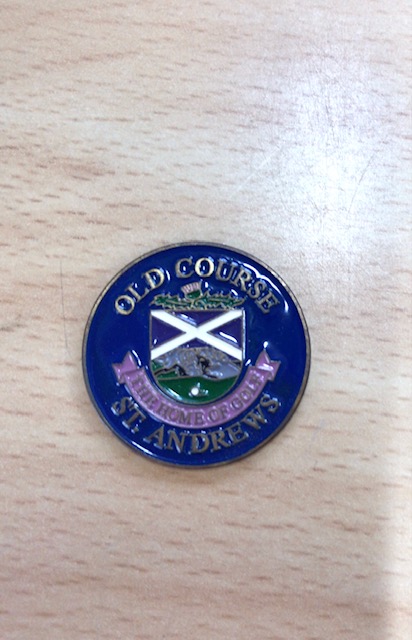 OLD COURSE
THE HOME OF GOLF
ST. ANDREWS